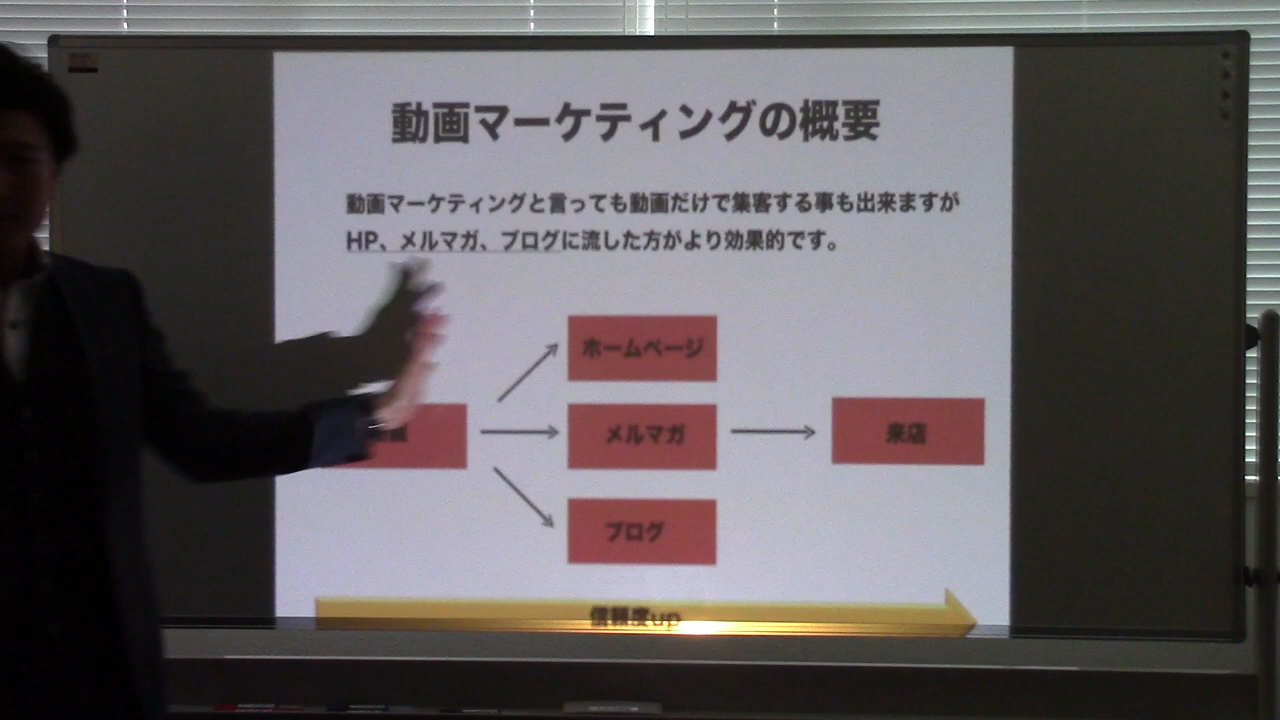 動画マーケティングの概要
動画マーケティングと言っても動画だけで集客する事も出来ますが
HP、メルマガ、ブログに流した方がより効果的です。
ホームページ
メルマガ
来店
ブログ
信頼度up